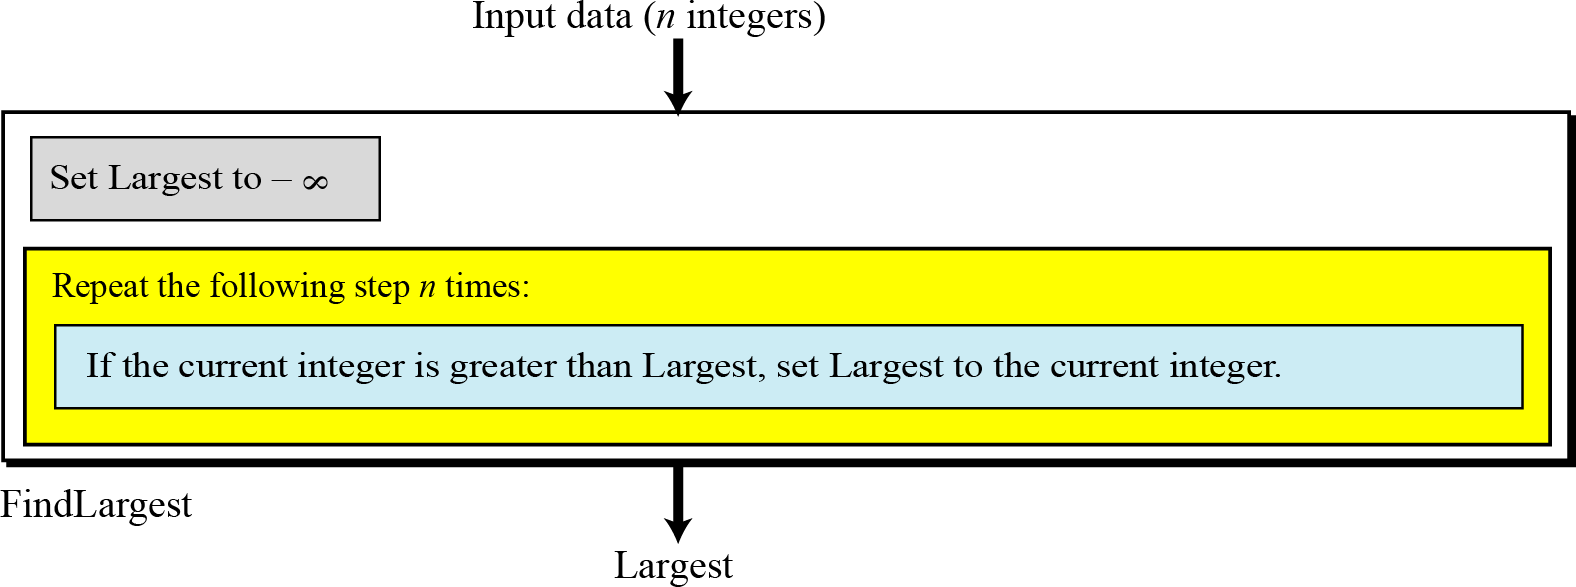 Input data (n integers)
Set Largest to – ∞
Repeat the following step n times:
If the current integer is greater than Largest, set Largest to the current integer.
FindLargest
Largest